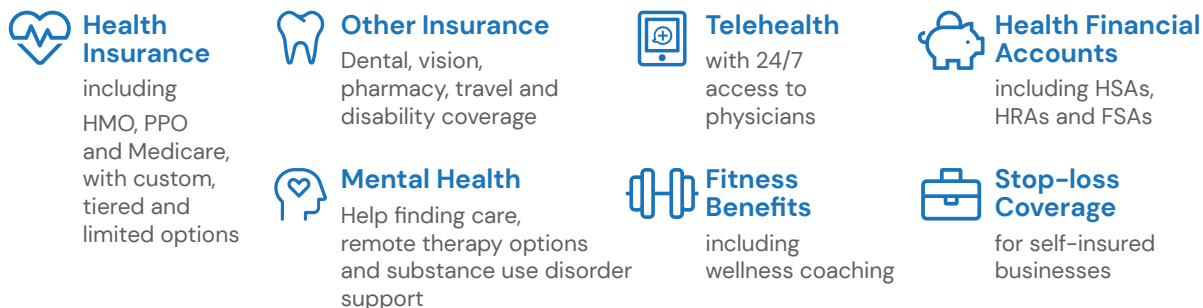 Health
Insurance
including
HMO, PPO
and Medicare,
with custom,
tiered and
limited options
Other Insurance
Dental, vision,
pharmacy, travel and
disability coverage
Telehealth
with 24/7
access to
physicians
Health Financial
Accounts
including HSAs,
HRAs and FSAs
Mental Health
Help finding care,
remote therapy options
and substance use disorder
support
Fitness
Benefits
including
wellness coaching
Stop-loss
Coverage
for self-insured
businesses